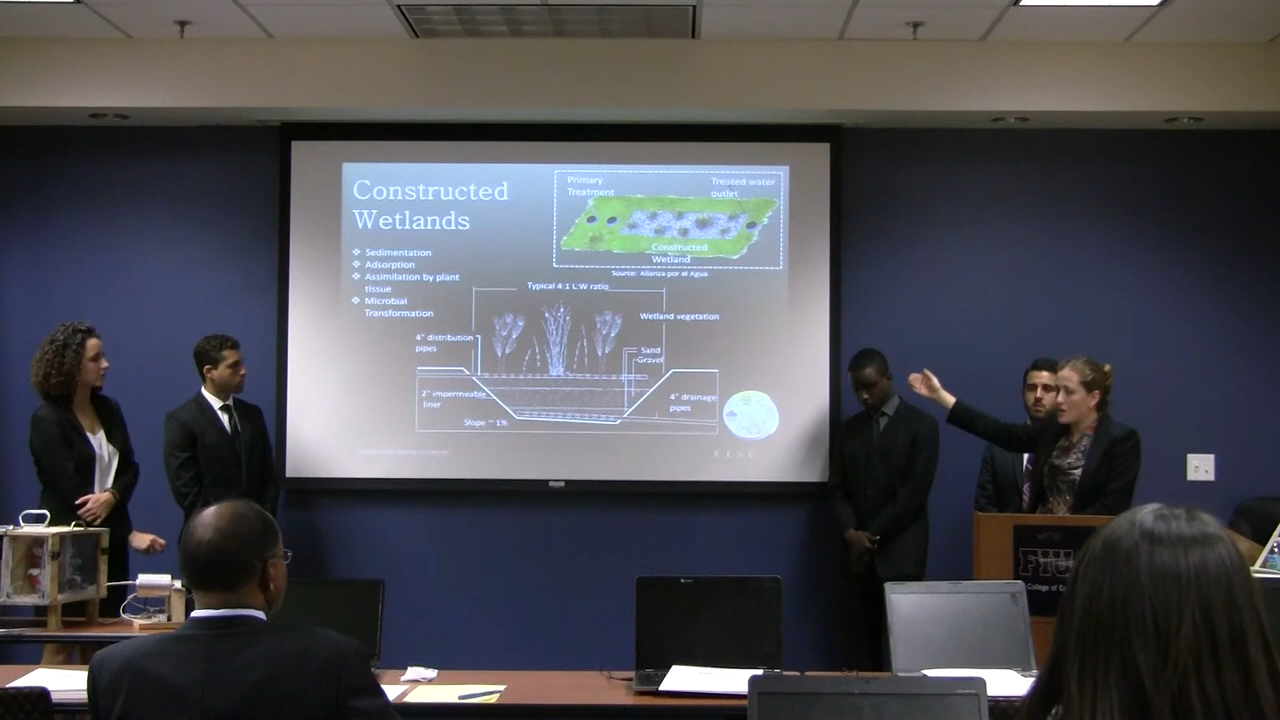 Constructed
Wetlands
Sedimentation
Adsorption
Assimilation by plant
tissue
Microbial
Transformation
Primary
Treatment
Treated water
outlet
Constructed
Wetland
Source: Alianza por el Agua
Typical 4:1 L:W ratio
Wetland vegetation
4" distribution
pipes
Sand
Gravel
2" impermeable
liner
4" drainage
pipes
Slope ~ 1%
FIU
College of